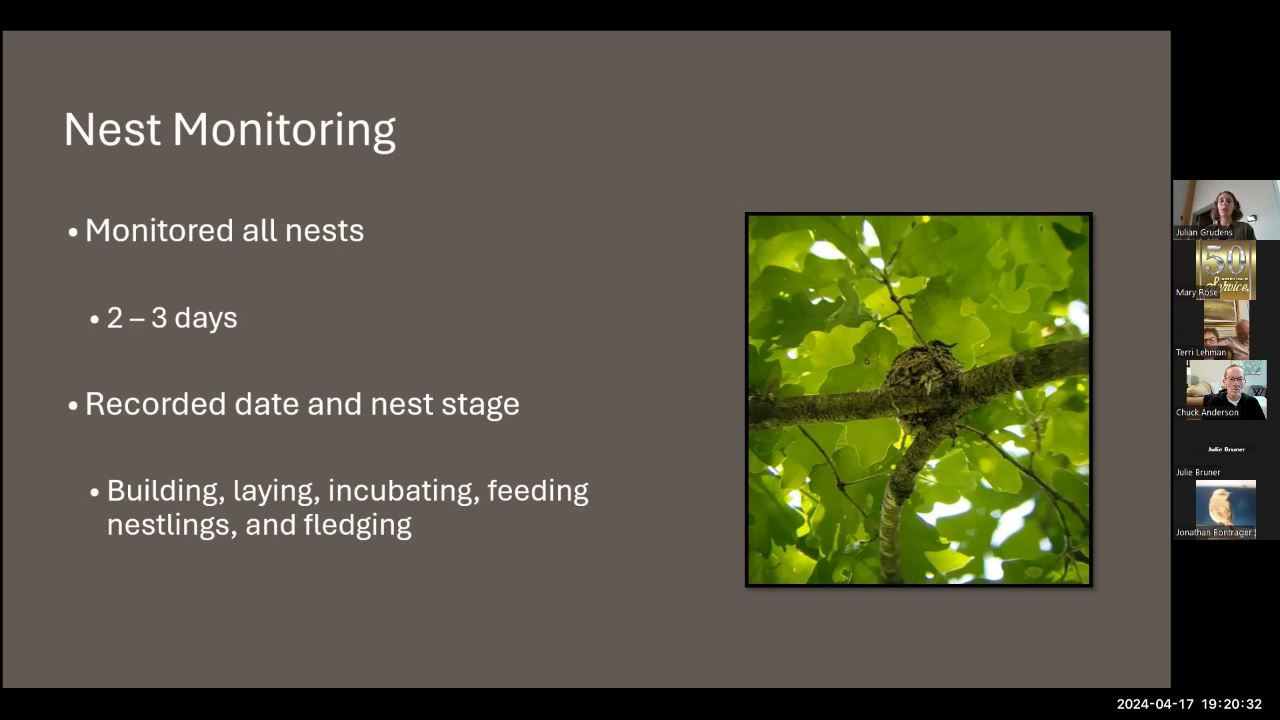 Nest Monitoring
• Monitored all nests
• 2 – 3 days
• Recorded date and nest stage
• Building, laying, incubating, feeding
nestlings, and fledging
Julian Grudens
50
Service
Mary Rose
Terri Lehman
Chuck Anderson
Julie Bruner
Julie Bruner
Jonathan Bontrager
2024-04-17 19:20:32